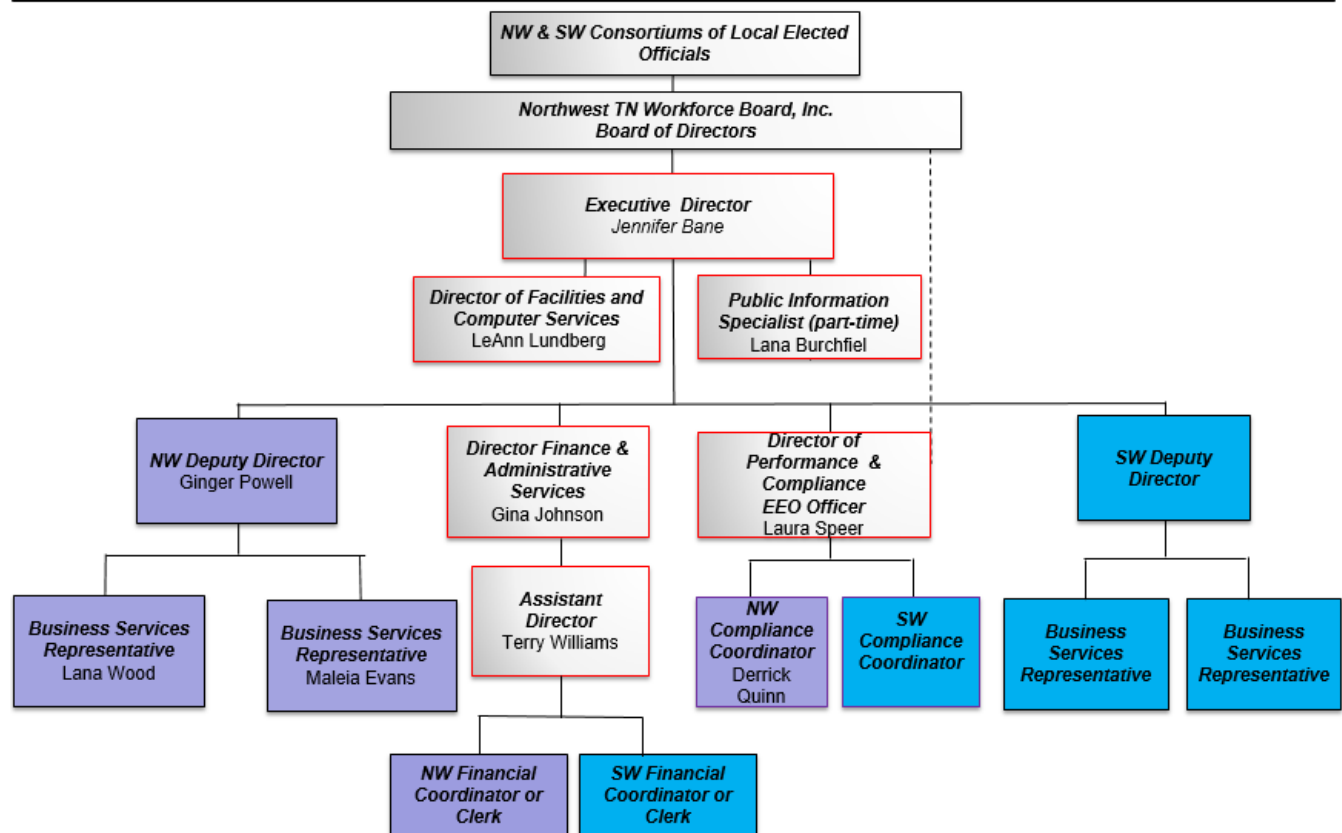 NW & SW Consortiums of Local Elected
Officials
Northwest TN Workforce Board, Inc.
Board of Directors
Executive Director
Jennifer Bane
Director of Facilities and
Computer Services
LeAnn Lundberg
Public Information
Specialist (part-time)
Lana Burchfiel
NW Deputy Director
Ginger Powell
Director Finance &
Administrative
Services
Gina Johnson
Director of
Performance &
Compliance
EEO Officer
Laura Speer
SW Deputy
Director
Business Services
Representative
Lana Wood
Business Services
Representative
Maleia Evans
Assistant
Director
Terry Williams
NW
Compliance
Coordinator
Derrick
Quinn
SW
Compliance
Coordinator
Business
Services
Representative
Business
Services
Representative
NW Financial
Coordinator or
Clerk
SW Financial
Coordinator or
Clerk